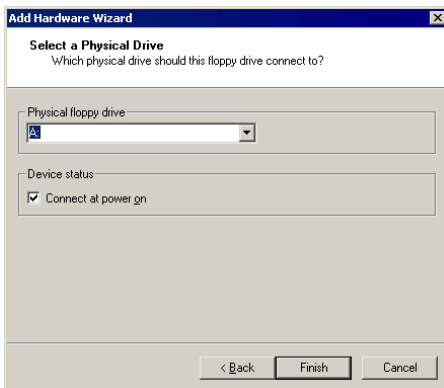 Add Hardware Wizard
Select a Physical Drive
Which physical drive should this floppy drive connect to?
Physical floppy drive
A:
Device status
Connect at power on
< Back
Finish
Cancel